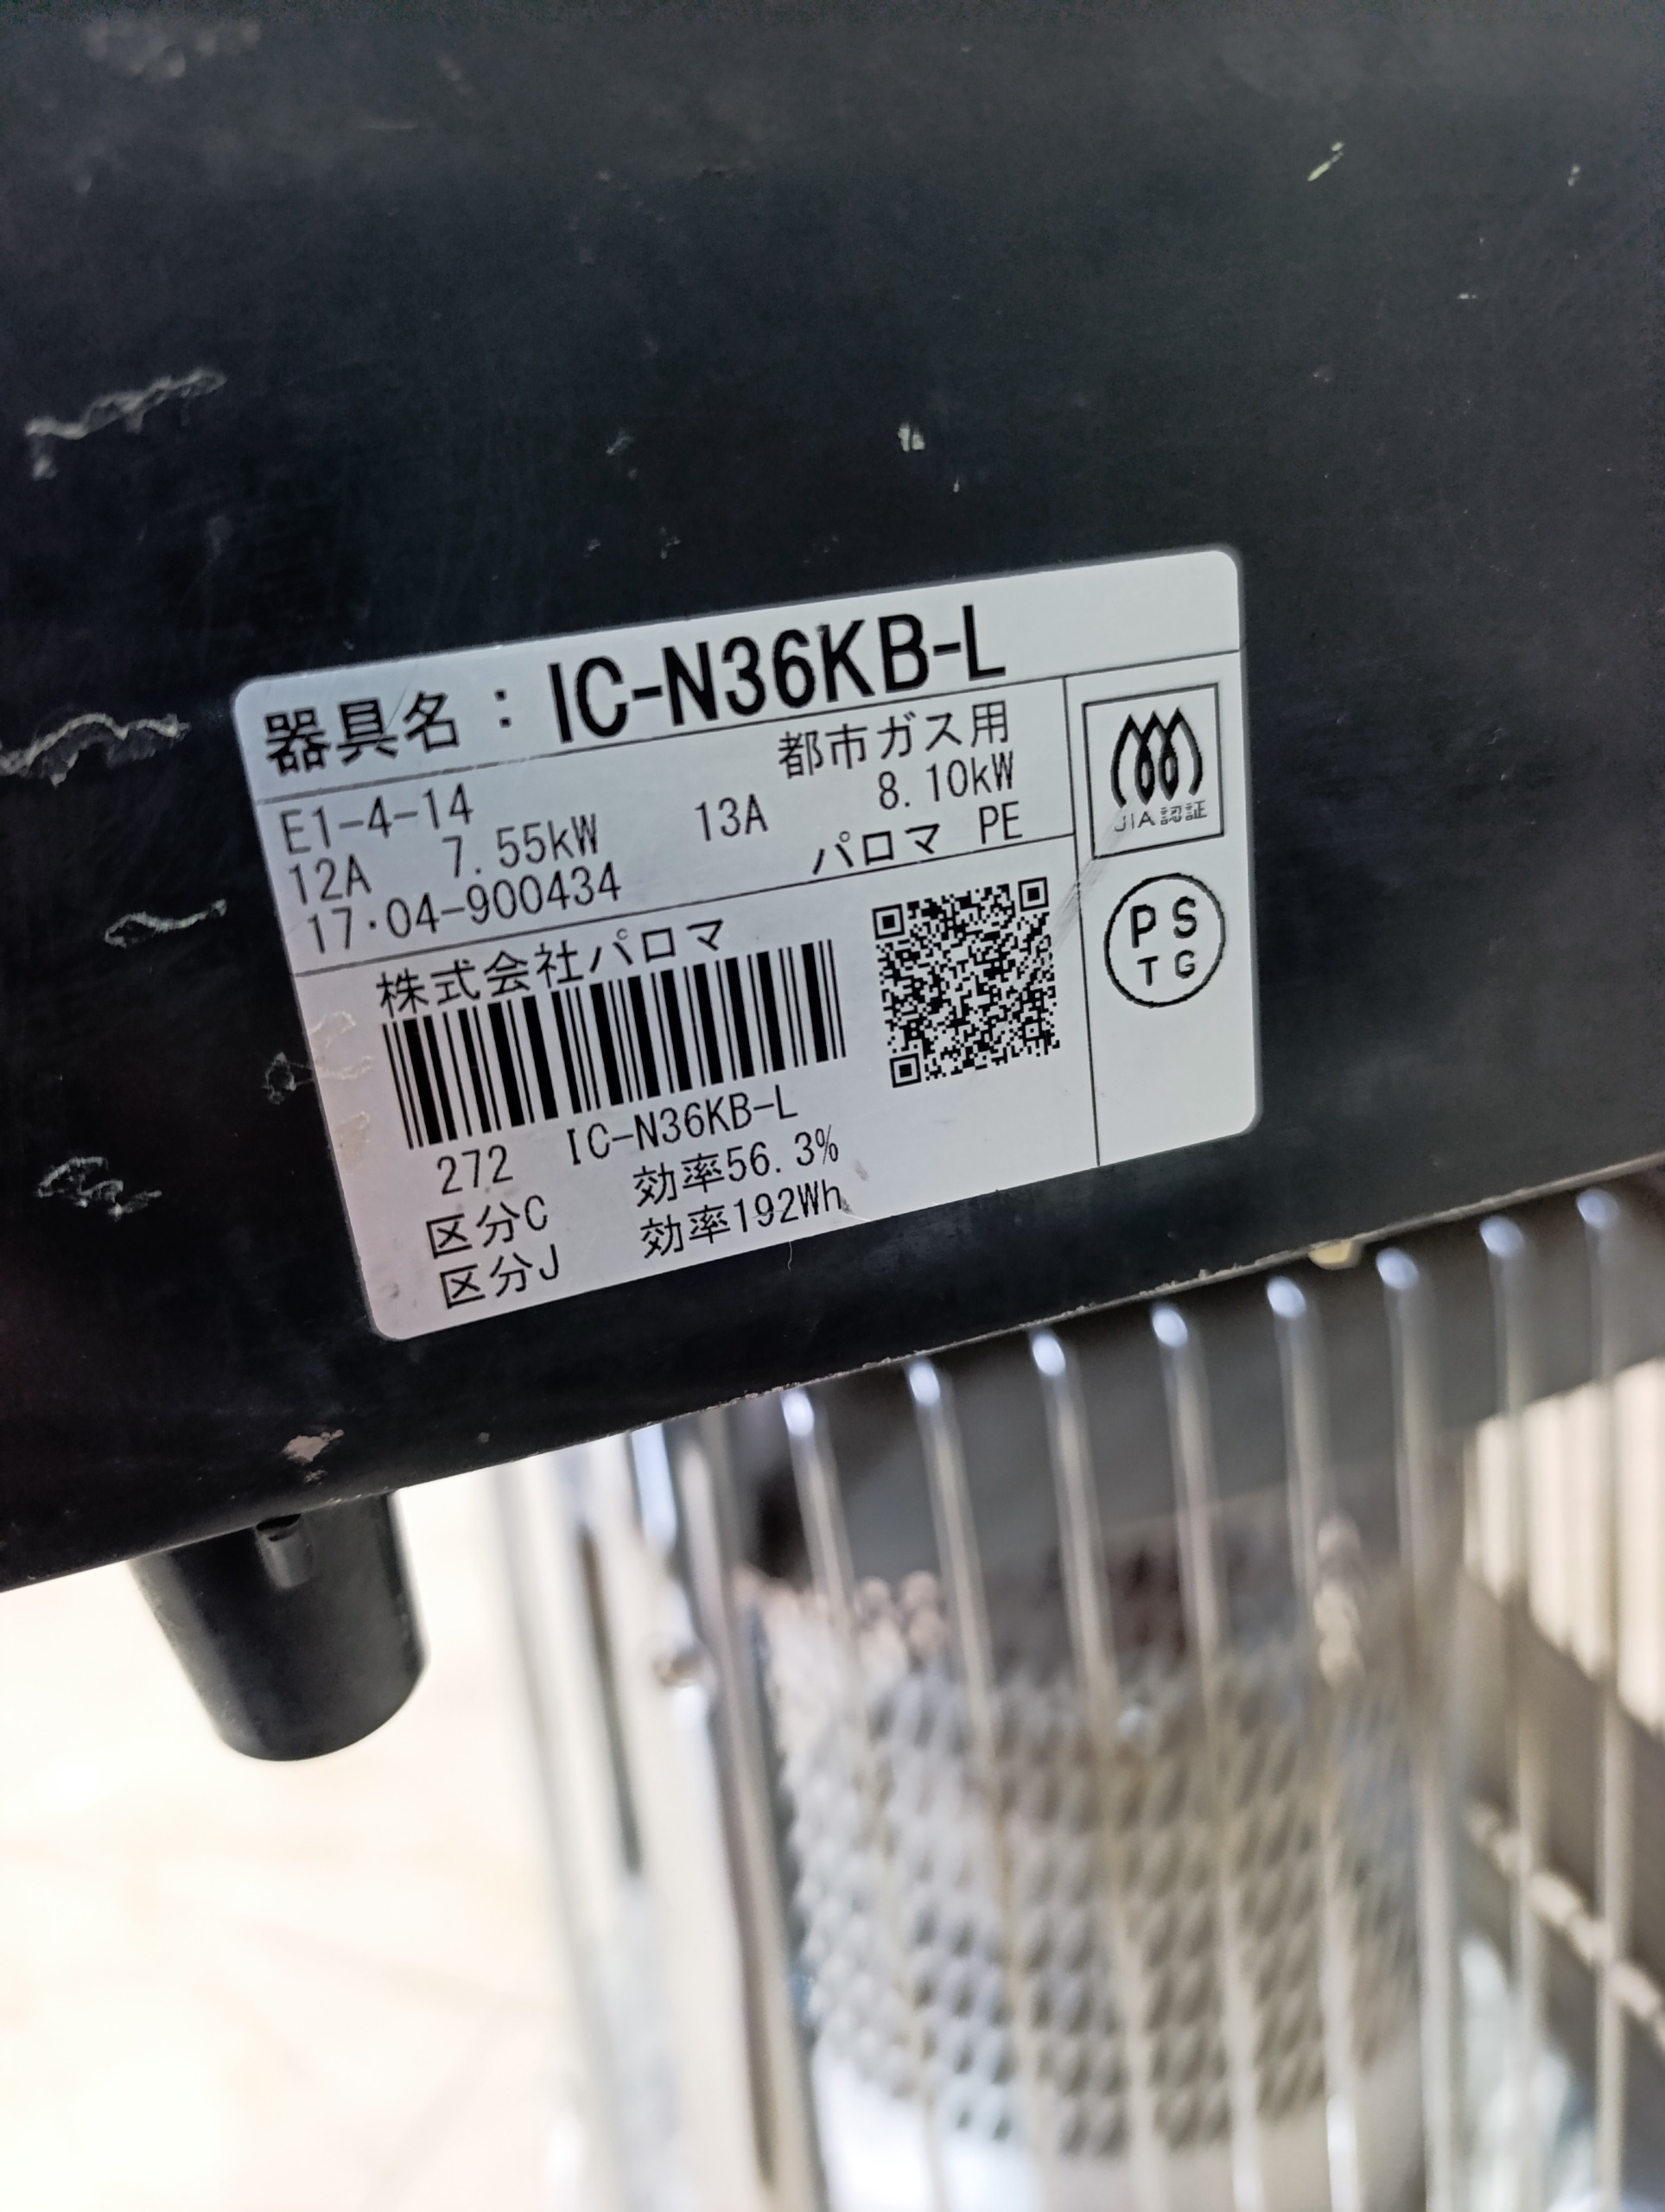 器具名：IC-N36KB-L
E1-4-14 都市ガス用
12A 7.55kW 13A 8.10kW
17・04-900434 パロマ PE
JIA認証
PS
TG
株式会社パロマ
272 IC-N36KB-L
区分C 効率56.3%
区分J 効率192Wh